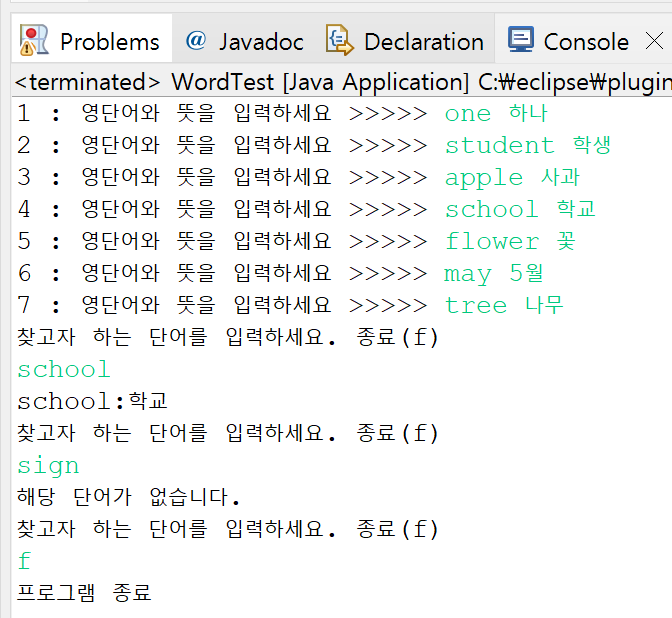 Problems @ Javadoc Declaration Console
<terminated> WordTest [Java Application] C:₩eclipse₩plugin
1 : 영단어와 뜻을 입력하세요 >>>>> one 하나
2 : 영단어와 뜻을 입력하세요 >>>>> student 학생
3 : 영단어와 뜻을 입력하세요 >>>>> apple 사과
4 : 영단어와 뜻을 입력하세요 >>>>> school 학교
5 : 영단어와 뜻을 입력하세요 >>>>> flower 꽃
6 : 영단어와 뜻을 입력하세요 >>>>> may 5월
7 : 영단어와 뜻을 입력하세요 >>>>> tree 나무
찾고자 하는 단어를 입력하세요. 종료(f)
school
school:학교
찾고자 하는 단어를 입력하세요. 종료(f)
sign
해당 단어가 없습니다.
찾고자 하는 단어를 입력하세요. 종료(f)
f
프로그램 종료